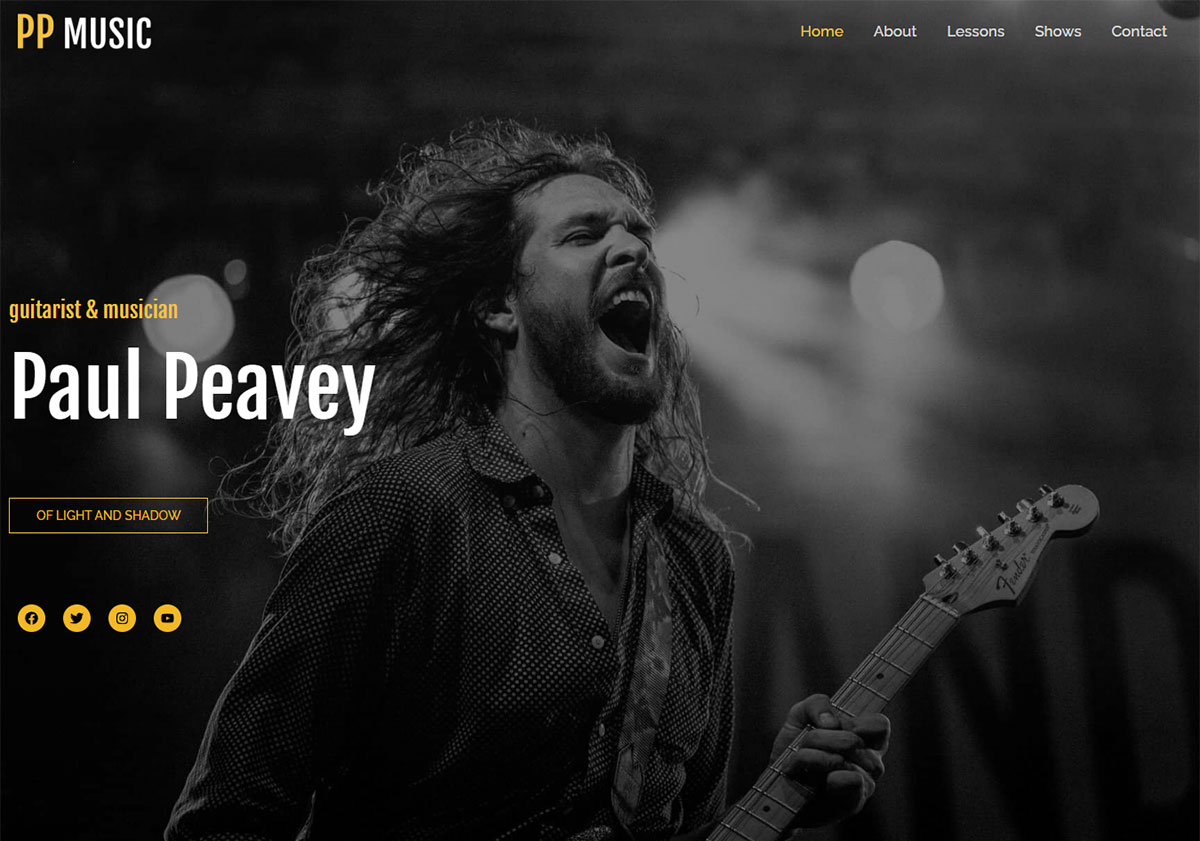 PP MUSIC
Home About Lessons Shows Contact
guitarist & musician
Paul Peavey
OF LIGHT AND SHADOW
Fender